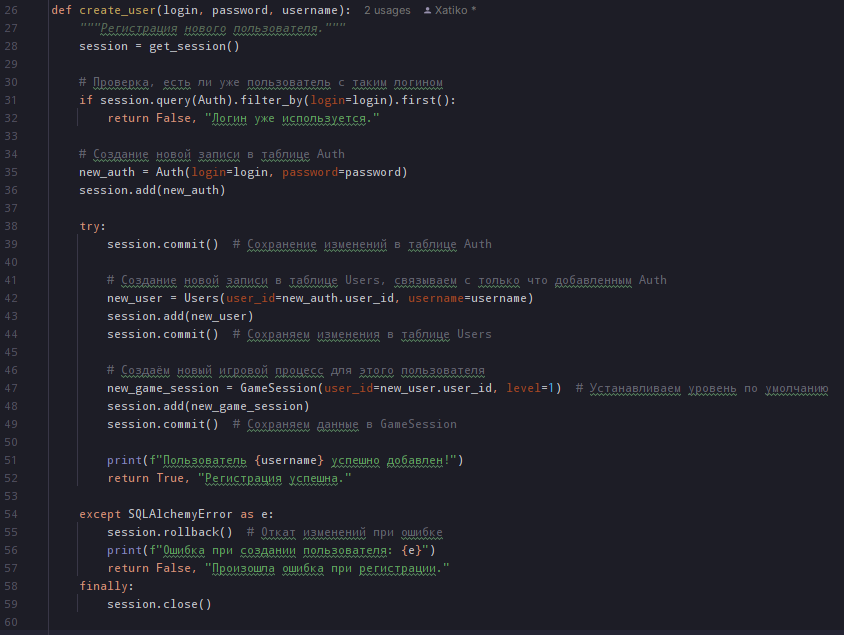 26 def create_user(login, password, username): 2 usages Xatiko *
27 """Регистрация нового пользователя."""
28 session = get_session()
29
30 # Проверка, есть ли уже пользователь с таким логином
31 if session.query(Auth).filter_by(login=login).first():
32 return False, "Логин уже используется."
33
34 # Создание новой записи в таблице Auth
35 new_auth = Auth(login=login, password=password)
36 session.add(new_auth)
37
38 try:
39 session.commit() # Сохранение изменений в таблице Auth
40
41 # Создание новой записи в таблице Users, связываем с только что добавленным Auth
42 new_user = Users(user_id=new_auth.user_id, username=username)
43 session.add(new_user)
44 session.commit() # Сохраняем изменения в таблице Users
45
46 # Создаём новый игровой процесс для этого пользователя
47 new_game_session = GameSession(user_id=new_user.user_id, level=1) # Устанавливаем уровень по умолчанию
48 session.add(new_game_session)
49 session.commit() # Сохраняем данные в GameSession
50
51 print(f"Пользователь {username} успешно добавлен!")
52 return True, "Регистрация успешна."
53
54 except SQLAlchemyError as e:
55 session.rollback() # Откат изменений при ошибке
56 print(f"Ошибка при создании пользователя: {e}")
57 return False, "Произошла ошибка при регистрации."
58 finally:
59 session.close()
60